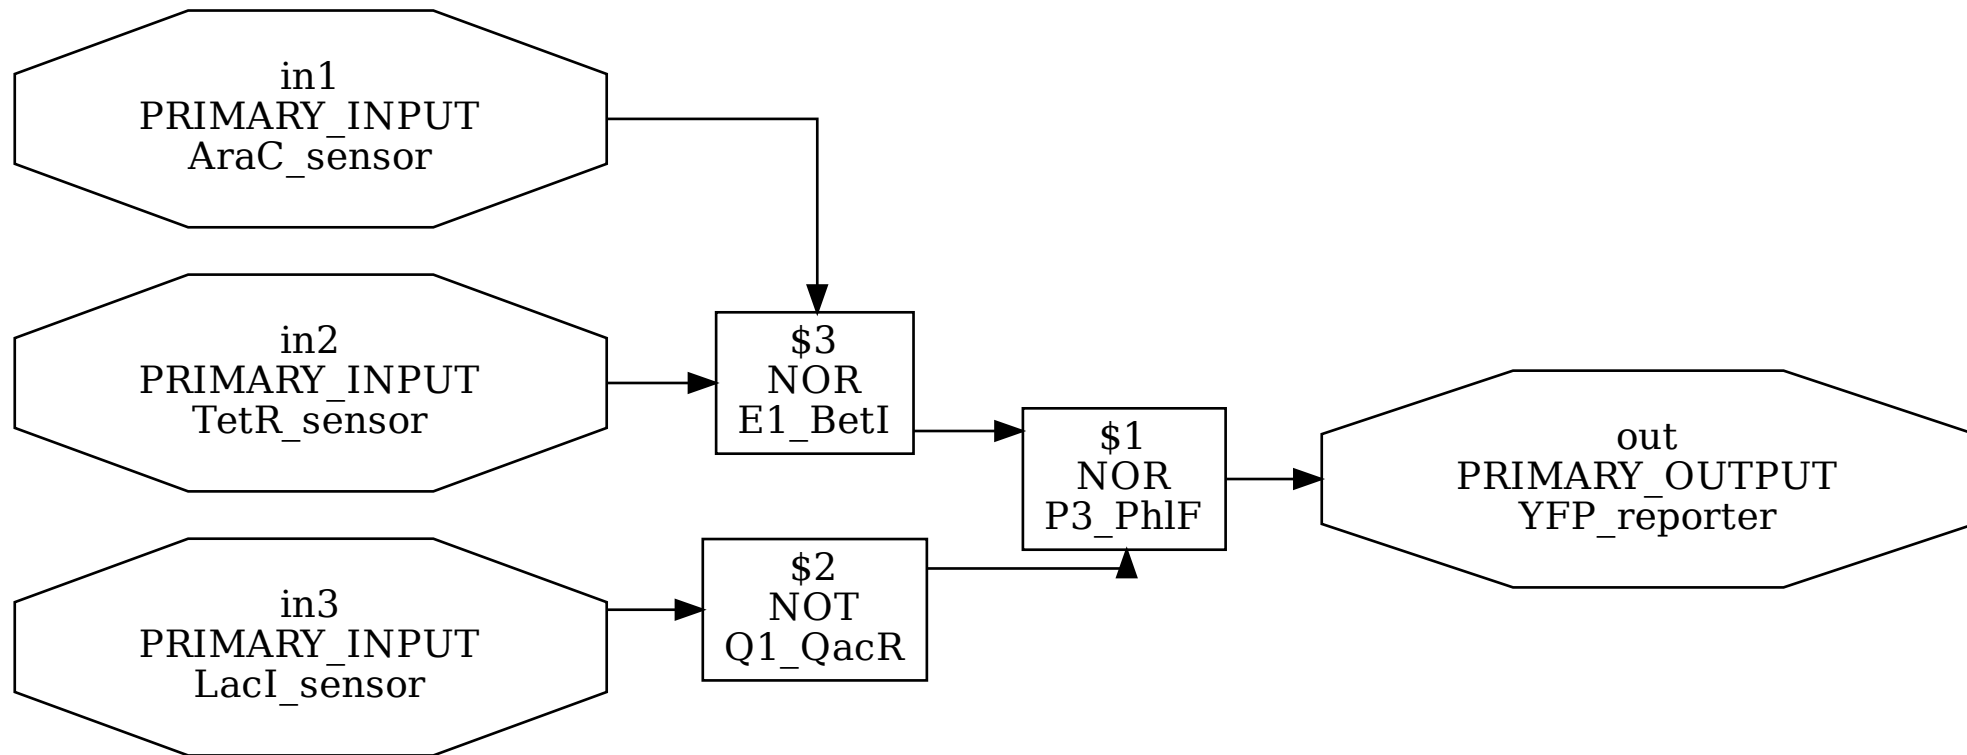 in1
PRIMARY_INPUT
AraC_sensor
in2
PRIMARY_INPUT
TetR_sensor
in3
PRIMARY_INPUT
LacI_sensor
$3
NOR
E1_BetI
$2
NOT
Q1_QacR
$1
NOR
P3_PhlF
out
PRIMARY_OUTPUT
YFP_reporter